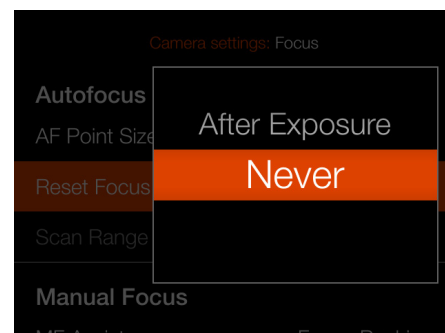 Camera settings: Focus
Autofocus
AF Point Size
After Exposure
Reset Focus
Never
Scan Range
Manual Focus